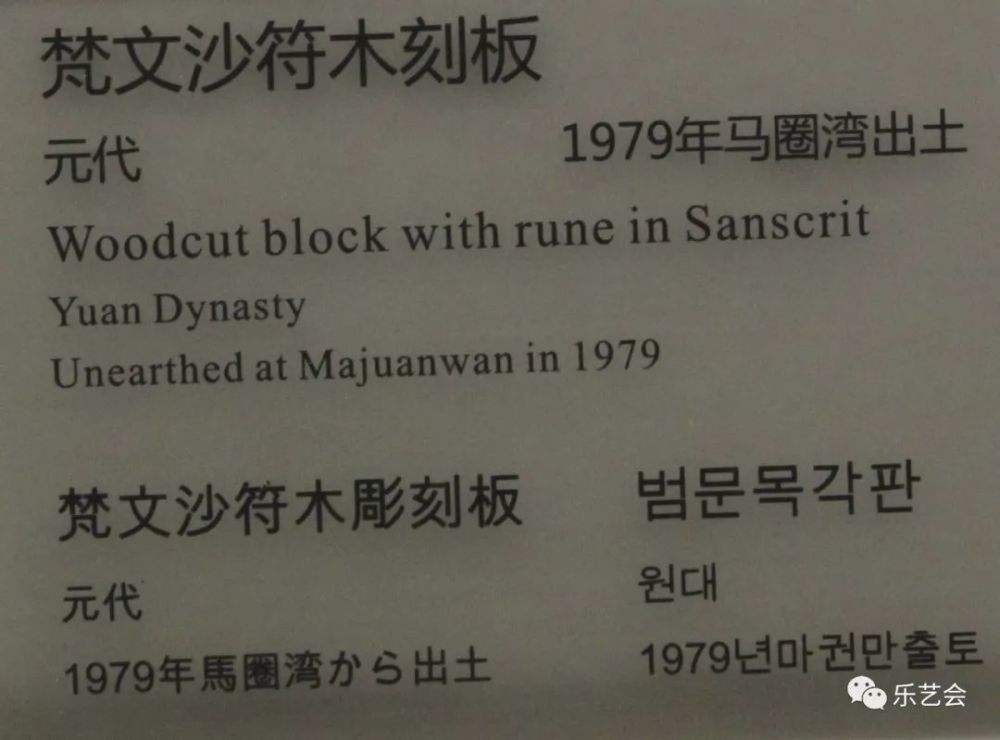 梵文沙符木刻板
元代
1979年马圈湾出土
Woodcut block with rune in Sanscrit
Yuan Dynasty
Unearthed at Majuanwan in 1979
梵文沙符木彫刻板
元代
1979年馬圈湾から出土
범문목각판
원대
1979년마권만출토
乐艺会